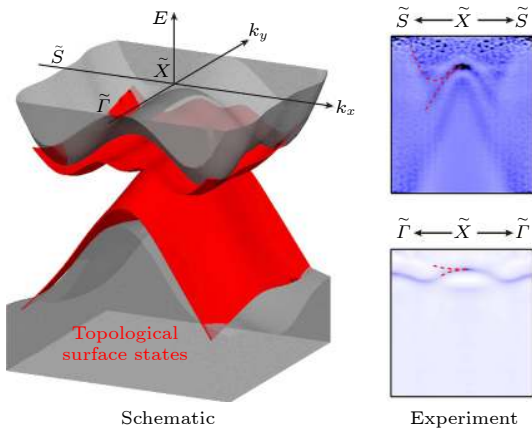 E
k_y
S̃
X̃
Γ̃
k_x
Topological
surface states
Schematic
S̃ ← X̃ → S̃
Γ̃ ← X̃ → Γ̃
Experiment